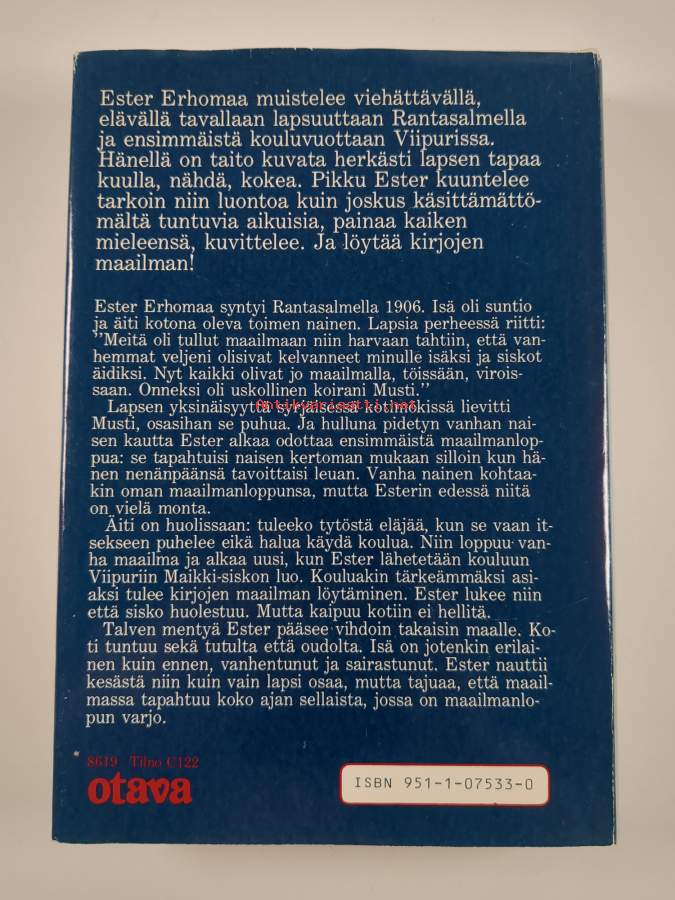 Ester Erhomaa muistelee viehättävällä,
elävällä tavallaan lapsuuttaan Rantasalmella
ja ensimmäistä kouluvuottaan Viipurissa.
Hänellä on taito kuvata herkästi lapsen tapaa
kuulla, nähdä, kokea. Pikku Ester kuuntelee
tarkoin niin luontoa kuin joskus käsittämättö-
mältä tuntuvia aikuisia, painaa kaiken
mieleensä, kuvittelee. Ja löytää kirjojen
maailman!
Ester Erhomaa syntyi Rantasalmella 1906. Isä oli suntio
ja äiti kotona oleva toimen nainen. Lapsia perheessä riitti:
"Meitä oli tullut maailmaan niin harvaan tahtiin, että van-
hemmat veljeni olisivat kelvanneet minulle isäksi ja siskot
äidiksi. Nyt kaikki olivat jo maailmalla, töissään, virois-
saan. Onneksi oli uskollinen koirani Musti."
Antikvariaatti.net
Lapsen yksinäisyyttä syrjäisessä kotimökissä lievitti
Musti, osasihan se puhua. Ja hulluna pidetyn vanhan nai-
sen kautta Ester alkaa odottaa ensimmäistä maailmanlop-
pua: se tapahtuisi naisen kertoman mukaan silloin kun hä-
nen nenänpäänsä tavoittaisi leuan. Vanha nainen kohtaa-
kin oman maailmanloppunsa, mutta Esterin edessä niitä
on vielä monta.
Äiti on huolissaan: tuleeko tytöstä eläjää, kun se vaan it-
sekseen puhelee eikä halua käydä koulua. Niin loppuu van-
ha maailma ja alkaa uusi, kun Ester lähetetään kouluun
Viipuriin Maikki-siskon luo. Kouluakin tärkeämmäksi asi-
aksi tulee kirjojen maailman löytäminen. Ester lukee niin
että sisko huolestuu. Mutta kaipuu kotiin ei hellitä.
Talven mentyä Ester pääsee vihdoin takaisin maalle. Ko-
ti tuntuu sekä tutulta että oudolta. Isä on jotenkin erilai-
nen kuin ennen, vanhentunut ja sairastunut. Ester nauttii
kesästä niin kuin vain lapsi osaa, mutta tajuaa, että maail-
massa tapahtuu koko ajan sellaista, jossa on maailmanlo-
pun varjo.
8619 Tilno C122
otava
ISBN 951-1-07533-0